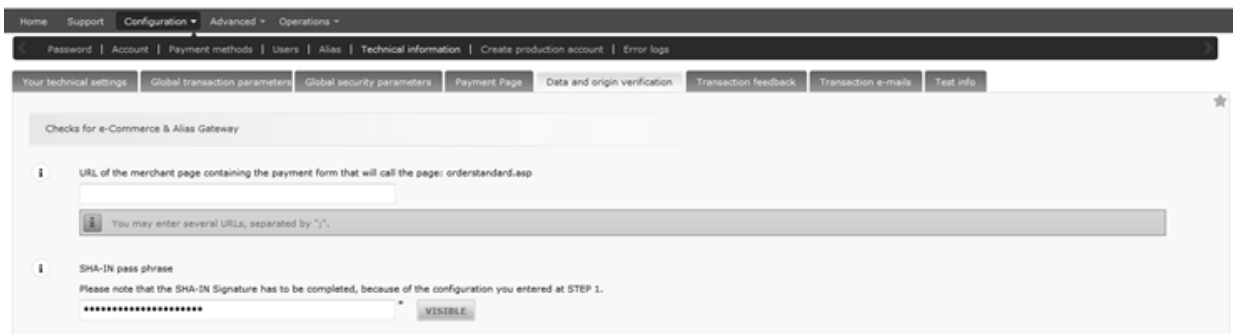 Home Support Configuration Advanced Operations
Password | Account | Payment methods | Users | Alias | Technical information | Create production account | Error logs
Your technical settings Global transaction parameters Global security parameters Payment Page Data and origin verification Transaction feedback Transaction e-mails Test info
Checks for e-Commerce & Alias Gateway
URL of the merchant page containing the payment form that will call the page: orderstandard.asp
You may enter several URLs, separated by ";".
SHA-IN pass phrase
Please note that the SHA-IN Signature has to be completed, because of the configuration you entered at STEP 1.
* VISIBLE